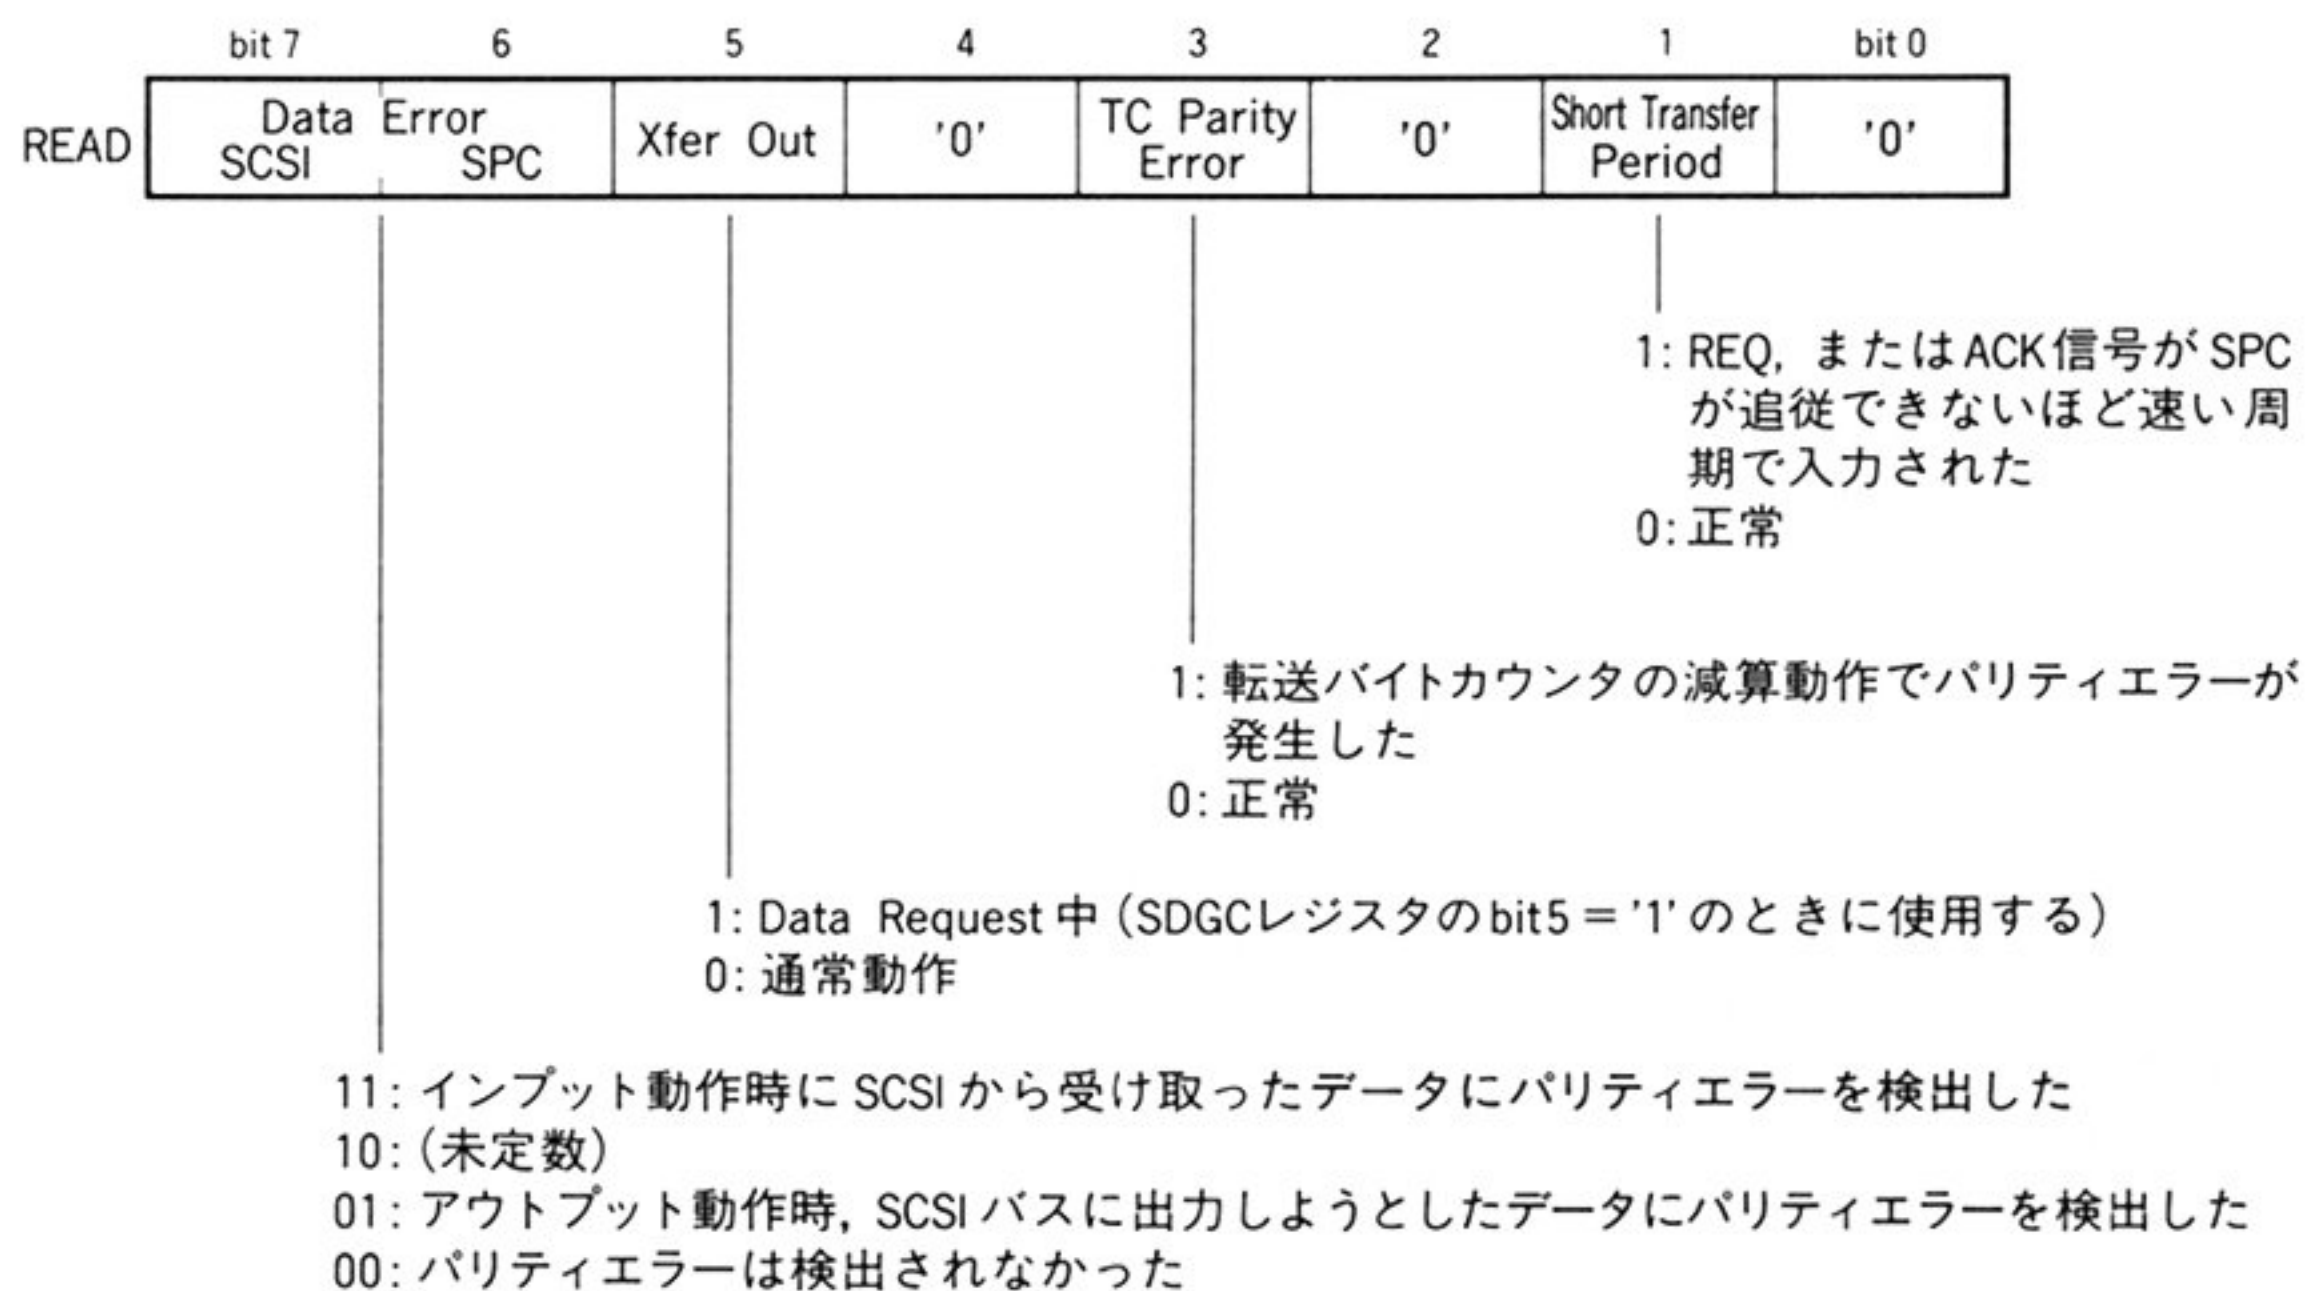 bit 7 6 5 4 3 2 1 bit 0
READ
Data Error
SCSI SPC
Xfer Out
'0'
TC Parity
Error
'0'
Short Transfer
Period
'0'
1: REQ, またはACK信号がSPC
が追従できないほど速い周
期で入力された
0: 正常
1: 転送バイトカウンタの減算動作でパリティエラーが
発生した
0: 正常
1: Data Request 中 (SDGCレジスタのbit5 = '1' のときに使用する)
0: 通常動作
11: インプット動作時に SCSI から受け取ったデータにパリティエラーを検出した
10: (未定数)
01: アウトプット動作時, SCSI バスに出力しようとしたデータにパリティエラーを検出した
00: パリティエラーは検出されなかった